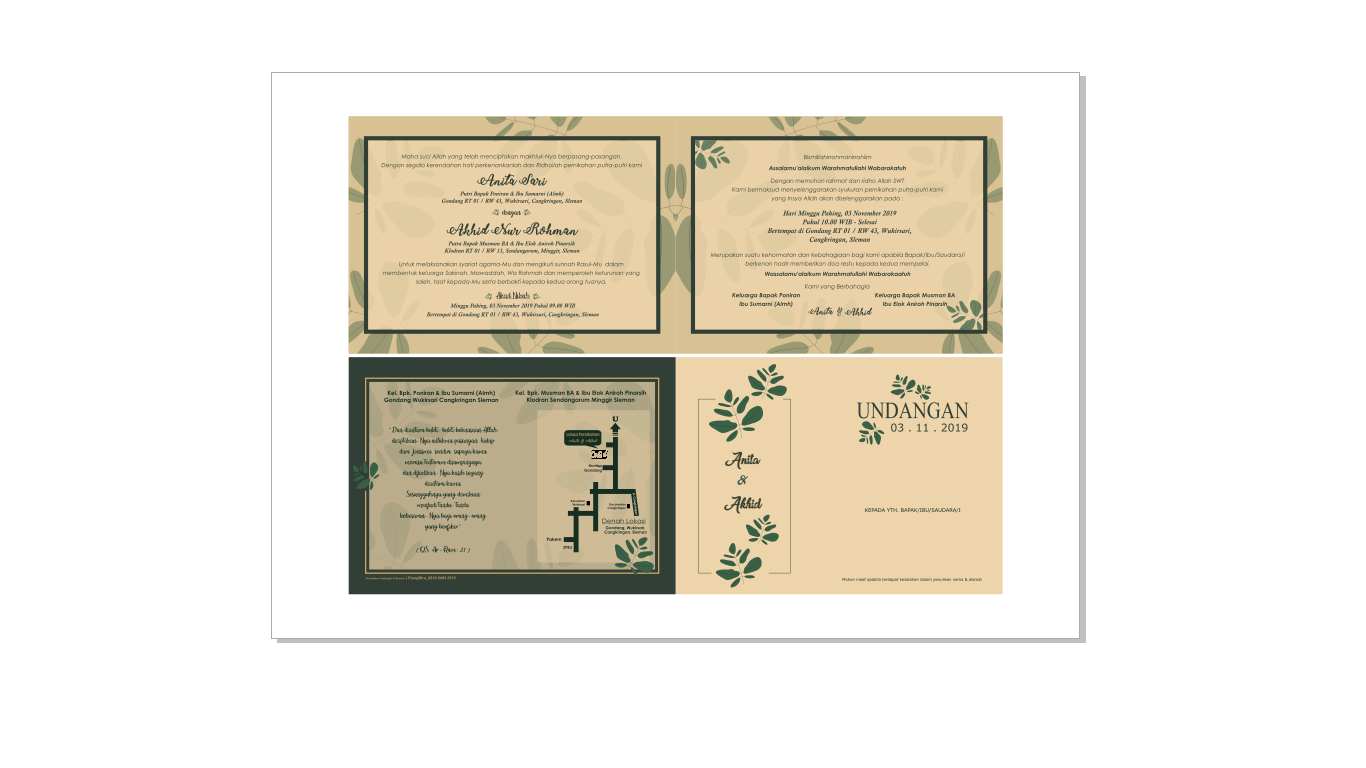 Maha suci Allah yang telah menciptakan makhluk-Nya berpasang-pasangan.
Dengan segala kerendahan hati perkenankanlah dan Ridhoilah pernikahan putra-putri kami
Anita Sari
Putri Bapak Poniran & Ibu Sumarni (Almh)
Gondang RT 01 / RW 43, Wukirsari, Cangkringan, Sleman
dengan
Akhid Nur Rohman
Putra Bapak Musman BA & Ibu Elok Aniroh Pinarsih
Klodran RT 01 / RW 13, Sendangarum, Minggir, Sleman
Untuk melaksanakan syariat agama-Mu dan mengikuti sunnah Rasul-Mu dalam
membentuk keluarga Sakinah, Mawaddah, Wa Rahmah dan memperoleh keturunan yang
soleh, taat kepada-Mu serta berbakti kepada kedua orang tuanya.
Akad Nikah
Minggu Pahing, 03 November 2019 Pukul 09.00 WIB
Bertempat di Gondang RT 01 / RW 43, Wukirsari, Cangkringan, Sleman
Bismillahirrohmanirrohim
Assalamu'alaikum Warahmatullahi Wabarakatuh
Dengan memohon rahmat dan ridho Allah SWT
Kami bermaksud menyelenggarakan syukuran pernikahan putra-putri kami
yang Insya Allah akan diselenggarakan pada :
Hari Minggu Pahing, 03 November 2019
Pukul 10.00 WIB - Selesai
Bertempat di Gondang RT 01 / RW 43, Wukirsari,
Cangkringan, Sleman
Merupakan suatu kehormatan dan kebahagiaan bagi kami apabila Bapak/Ibu/Saudara/i
berkenan hadir memberikan doa restu kepada kedua mempelai.
Wassalamu'alaikum Warahmatullahi Wabarakaatuh
Kami yang Berbahagia
Keluarga Bapak Poniran
Ibu Sumarni (Almh)
Keluarga Bapak Musman BA
Ibu Elok Aniroh Pinarsih
Anita & Akhid
Kel. Bpk. Poniran & Ibu Sumarni (Almh)
Gondang Wukirsari Cangkringan Sleman
Kel. Bpk. Musman BA & Ibu Elok Aniroh Pinarsih
Klodran Sendangarum Minggir Sleman
"Dan diantara bukti-bukti kebesaran Allah
diciptakan-Nya untukmu pasangan hidup
dari jenismu sendiri supaya kamu
merasa Tentram disampingnya
dan dijadikan-Nya kasih sayang
diantara kamu
Sesungguhnya yang demikian
menjadi Tanda-Tanda
kebesaran-Nya bagi orang-orang
yang berfikir"
(QS. Ar-Rum: 21)
U
Lokasi Pernikahan
Anita & Akhid
Gondang
Denah Lokasi
Gondang, Wukirsari,
Cangkringan, Sleman
Pakem
SPBU
Anita
&
Akhid
UNDANGAN
03 . 11 . 2019
KEPADA YTH. BAPAK/IBU/SAUDARA/I
Mohon maaf apabila terdapat kesalahan dalam penulisan nama & alamat